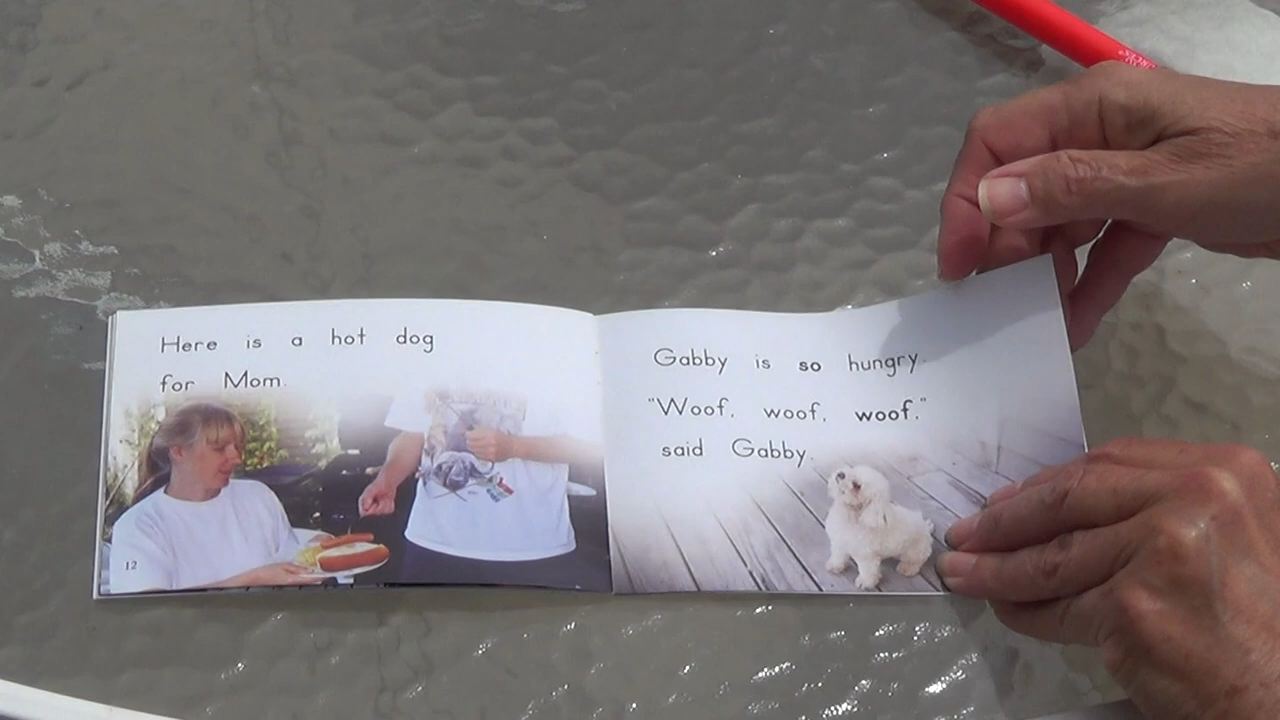 Here is a hot dog
for Mom.
12
Gabby is so hungry.
"Woof, woof, woof,"
said Gabby.